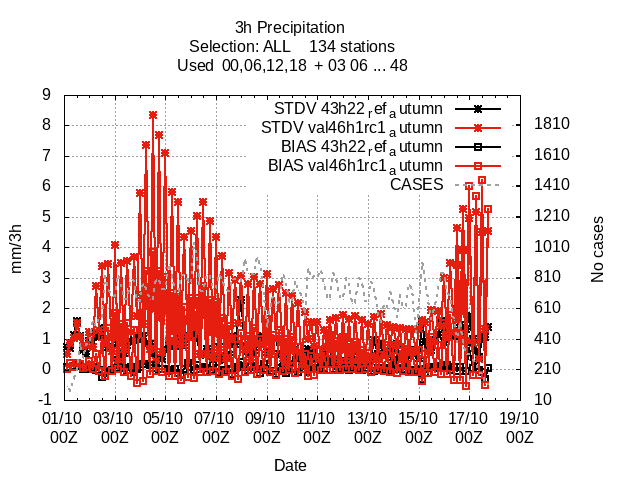 3h Precipitation
Selection: ALL 134 stations
Used 00,06,12,18 + 03 06 ... 48
STDV 43h22ref_autumn
STDV val46h1rc1_autumn
BIAS 43h22ref_autumn
BIAS val46h1rc1_autumn
CASES
mm/3h
9
8
7
6
5
4
3
2
1
0
-1
1810
1610
1410
1210
1010
810
610
410
210
10
No cases
01/10 03/10 05/10 07/10 09/10 11/10 13/10 15/10 17/10 19/10
00Z 00Z 00Z 00Z 00Z 00Z 00Z 00Z 00Z 00Z
Date